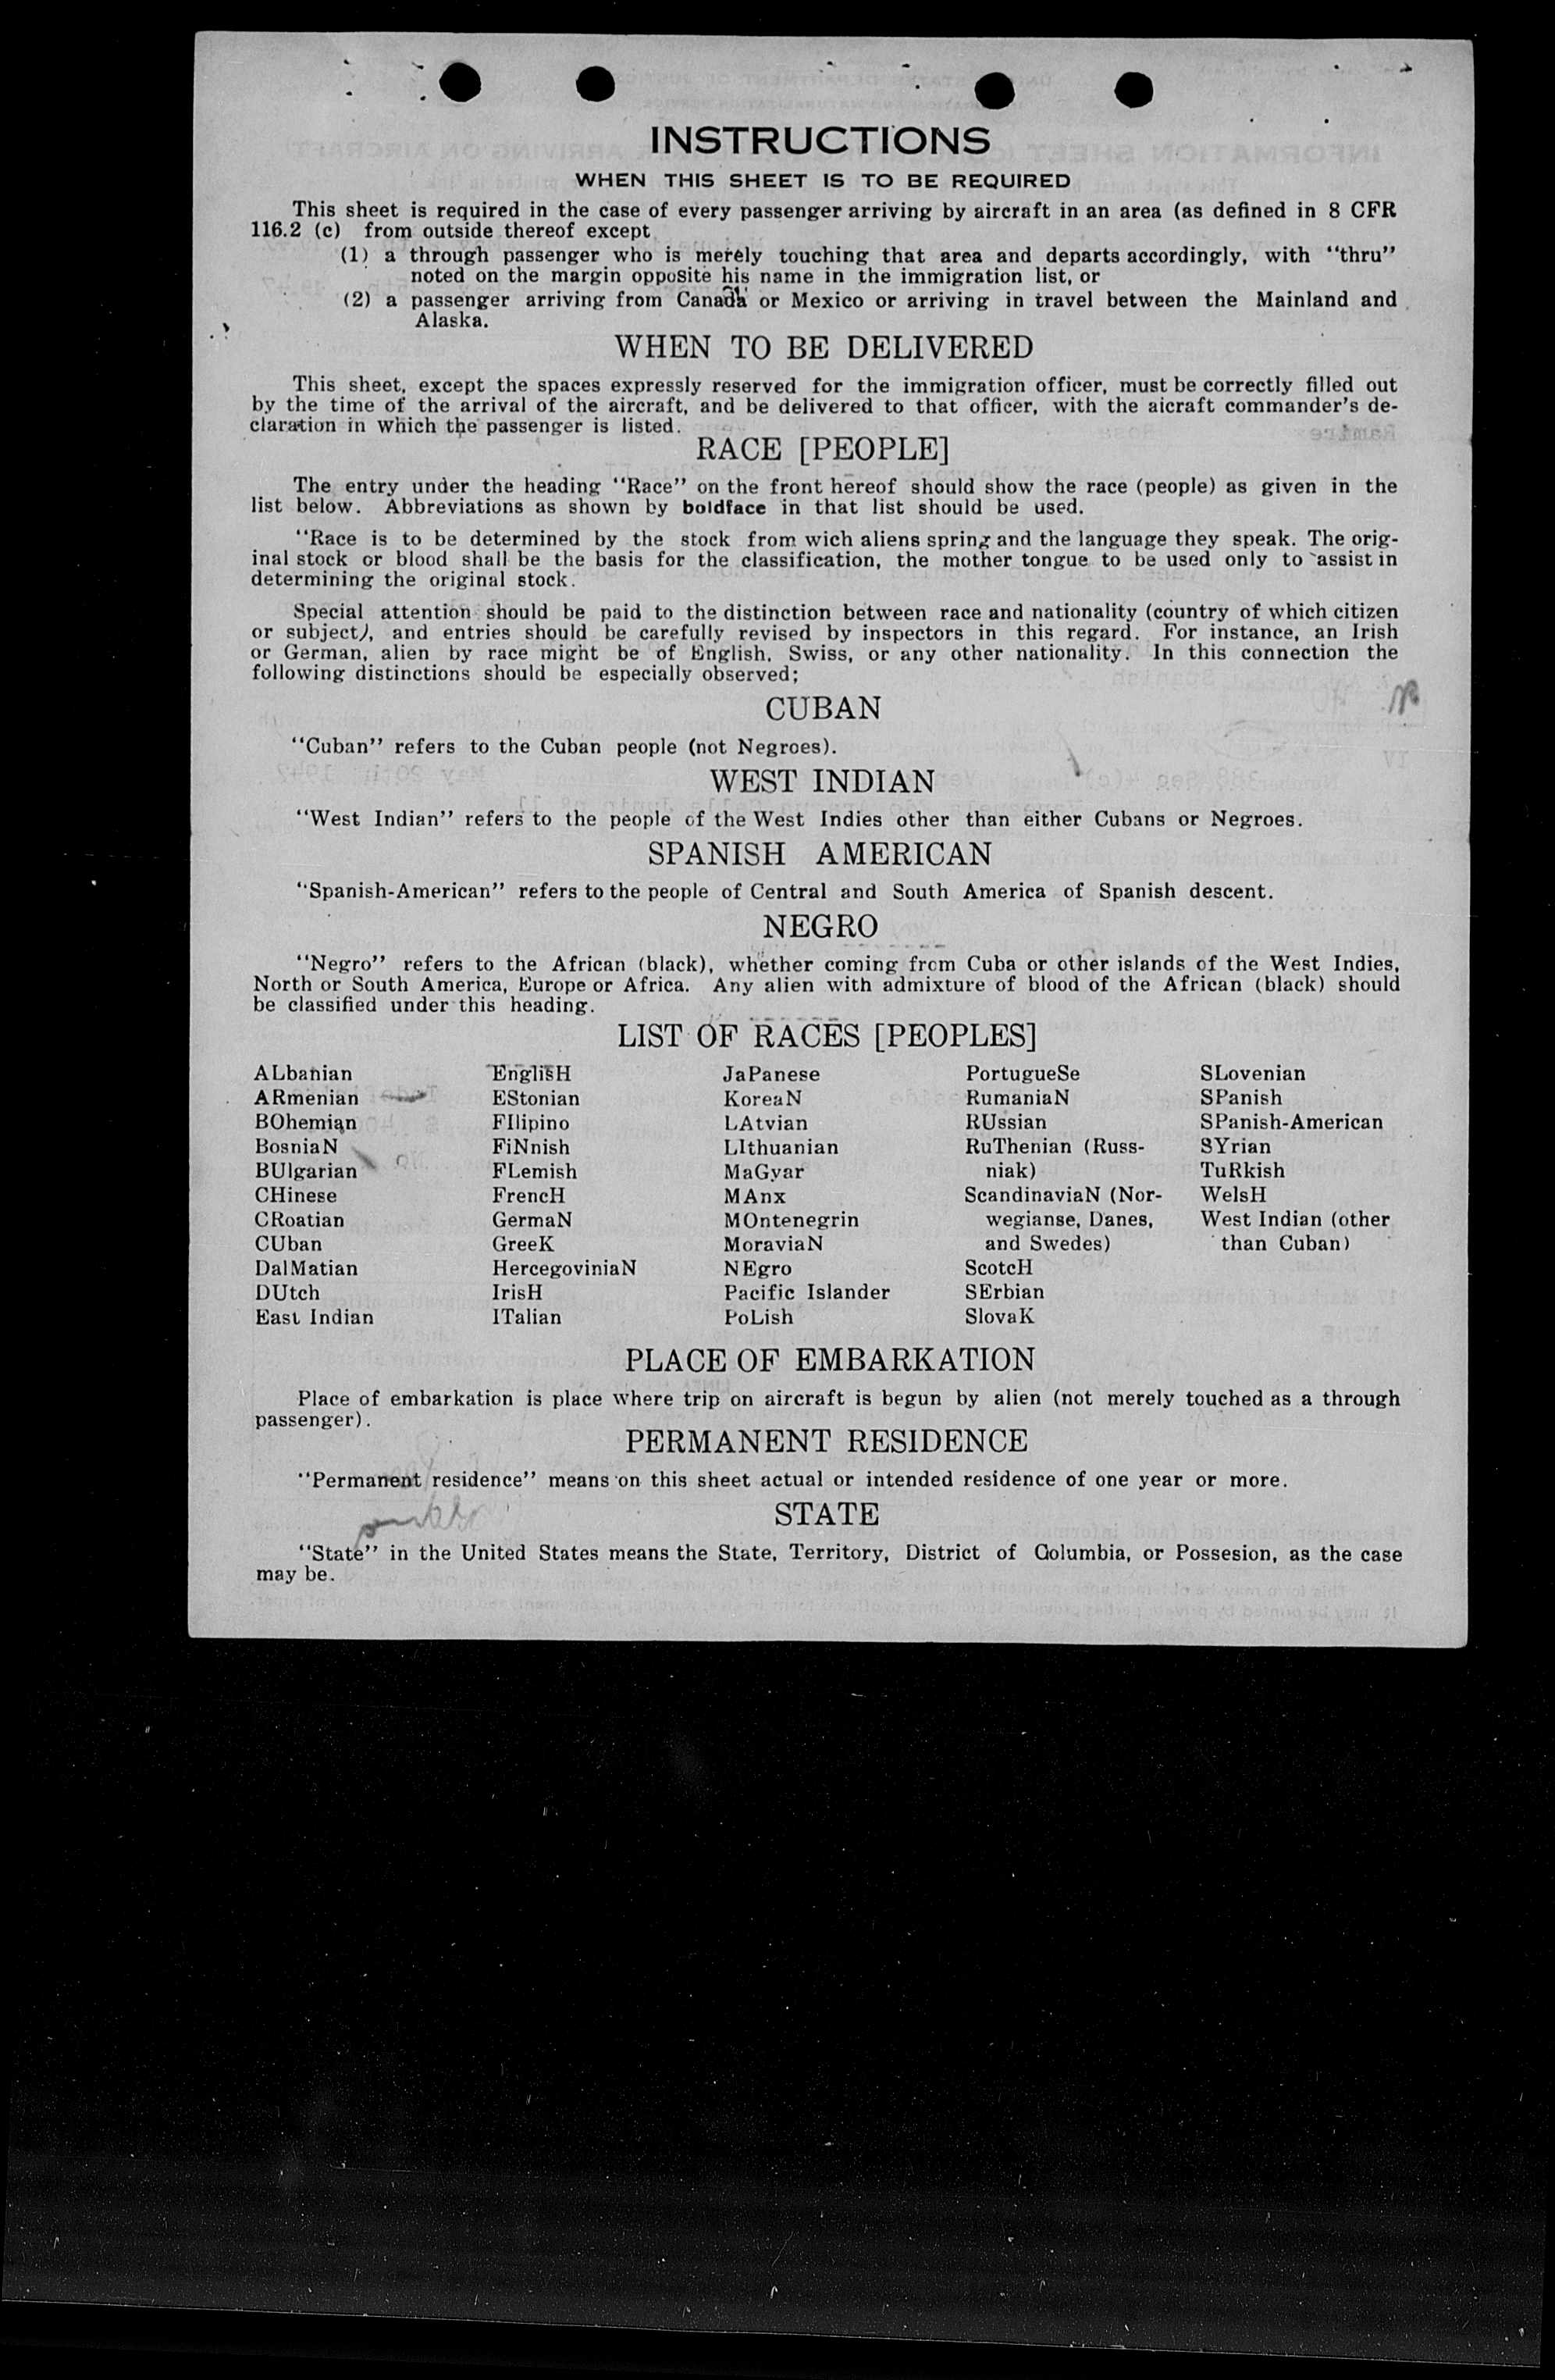 INSTRUCTIONS
WHEN THIS SHEET IS TO BE REQUIRED
This sheet is required in the case of every passenger arriving by aircraft in an area (as defined in 8 CFR
116.2 (c) from outside thereof except
(1) a through passenger who is merely touching that area and departs accordingly, with "thru"
noted on the margin opposite his name in the immigration list, or
(2) a passenger arriving from Canada or Mexico or arriving in travel between the Mainland and
Alaska.
WHEN TO BE DELIVERED
This sheet, except the spaces expressly reserved for the immigration officer, must be correctly filled out
by the time of the arrival of the aircraft, and be delivered to that officer, with the aicraft commander's de-
claration in which the passenger is listed.
RACE [PEOPLE]
The entry under the heading "Race" on the front hereof should show the race (people) as given in the
list below. Abbreviations as shown by boldface in that list should be used.
"Race is to be determined by the stock from wich aliens spring and the language they speak. The orig-
inal stock or blood shall be the basis for the classification, the mother tongue to be used only to assist in
determining the original stock.
Special attention should be paid to the distinction between race and nationality (country of which citizen
or subject), and entries should be carefully revised by inspectors in this regard. For instance, an Irish
or German, alien by race might be of English, Swiss, or any other nationality. In this connection the
following distinctions should be especially observed;
CUBAN
"Cuban" refers to the Cuban people (not Negroes).
WEST INDIAN
"West Indian" refers to the people of the West Indies other than either Cubans or Negroes.
SPANISH AMERICAN
"Spanish-American" refers to the people of Central and South America of Spanish descent.
NEGRO
"Negro" refers to the African (black), whether coming from Cuba or other islands of the West Indies,
North or South America, Europe or Africa. Any alien with admixture of blood of the African (black) should
be classified under this heading.
LIST OF RACES [PEOPLES]
ALbanian EnglisH JaPanese PortugueSe SLovenian
ARmenian EStonian KoreaN RumaniaN SPanish
BOhemian FIlipino LAtvian RUssian SPanish-American
BosniaN FiNnish LIthuanian RuThenian (Russ- SYrian
BUlgarian FLemish MaGyar niak) TuRkish
CHinese FrencH MAnx ScandinaviaN (Nor- WelsH
CRoatian GermaN MOntenegrin wegianse, Danes, West Indian (other
CUban GreeK MoraviaN and Swedes) than Cuban)
DalMatian HercegoviniaN NEgro ScotcH
DUtch IrisH Pacific Islander SErbian
East Indian ITalian PoLish SlovaK
PLACE OF EMBARKATION
Place of embarkation is place where trip on aircraft is begun by alien (not merely touched as a through
passenger).
PERMANENT RESIDENCE
"Permanent residence" means on this sheet actual or intended residence of one year or more.
STATE
"State" in the United States means the State, Territory, District of Golumbia, or Possesion, as the case
may be.